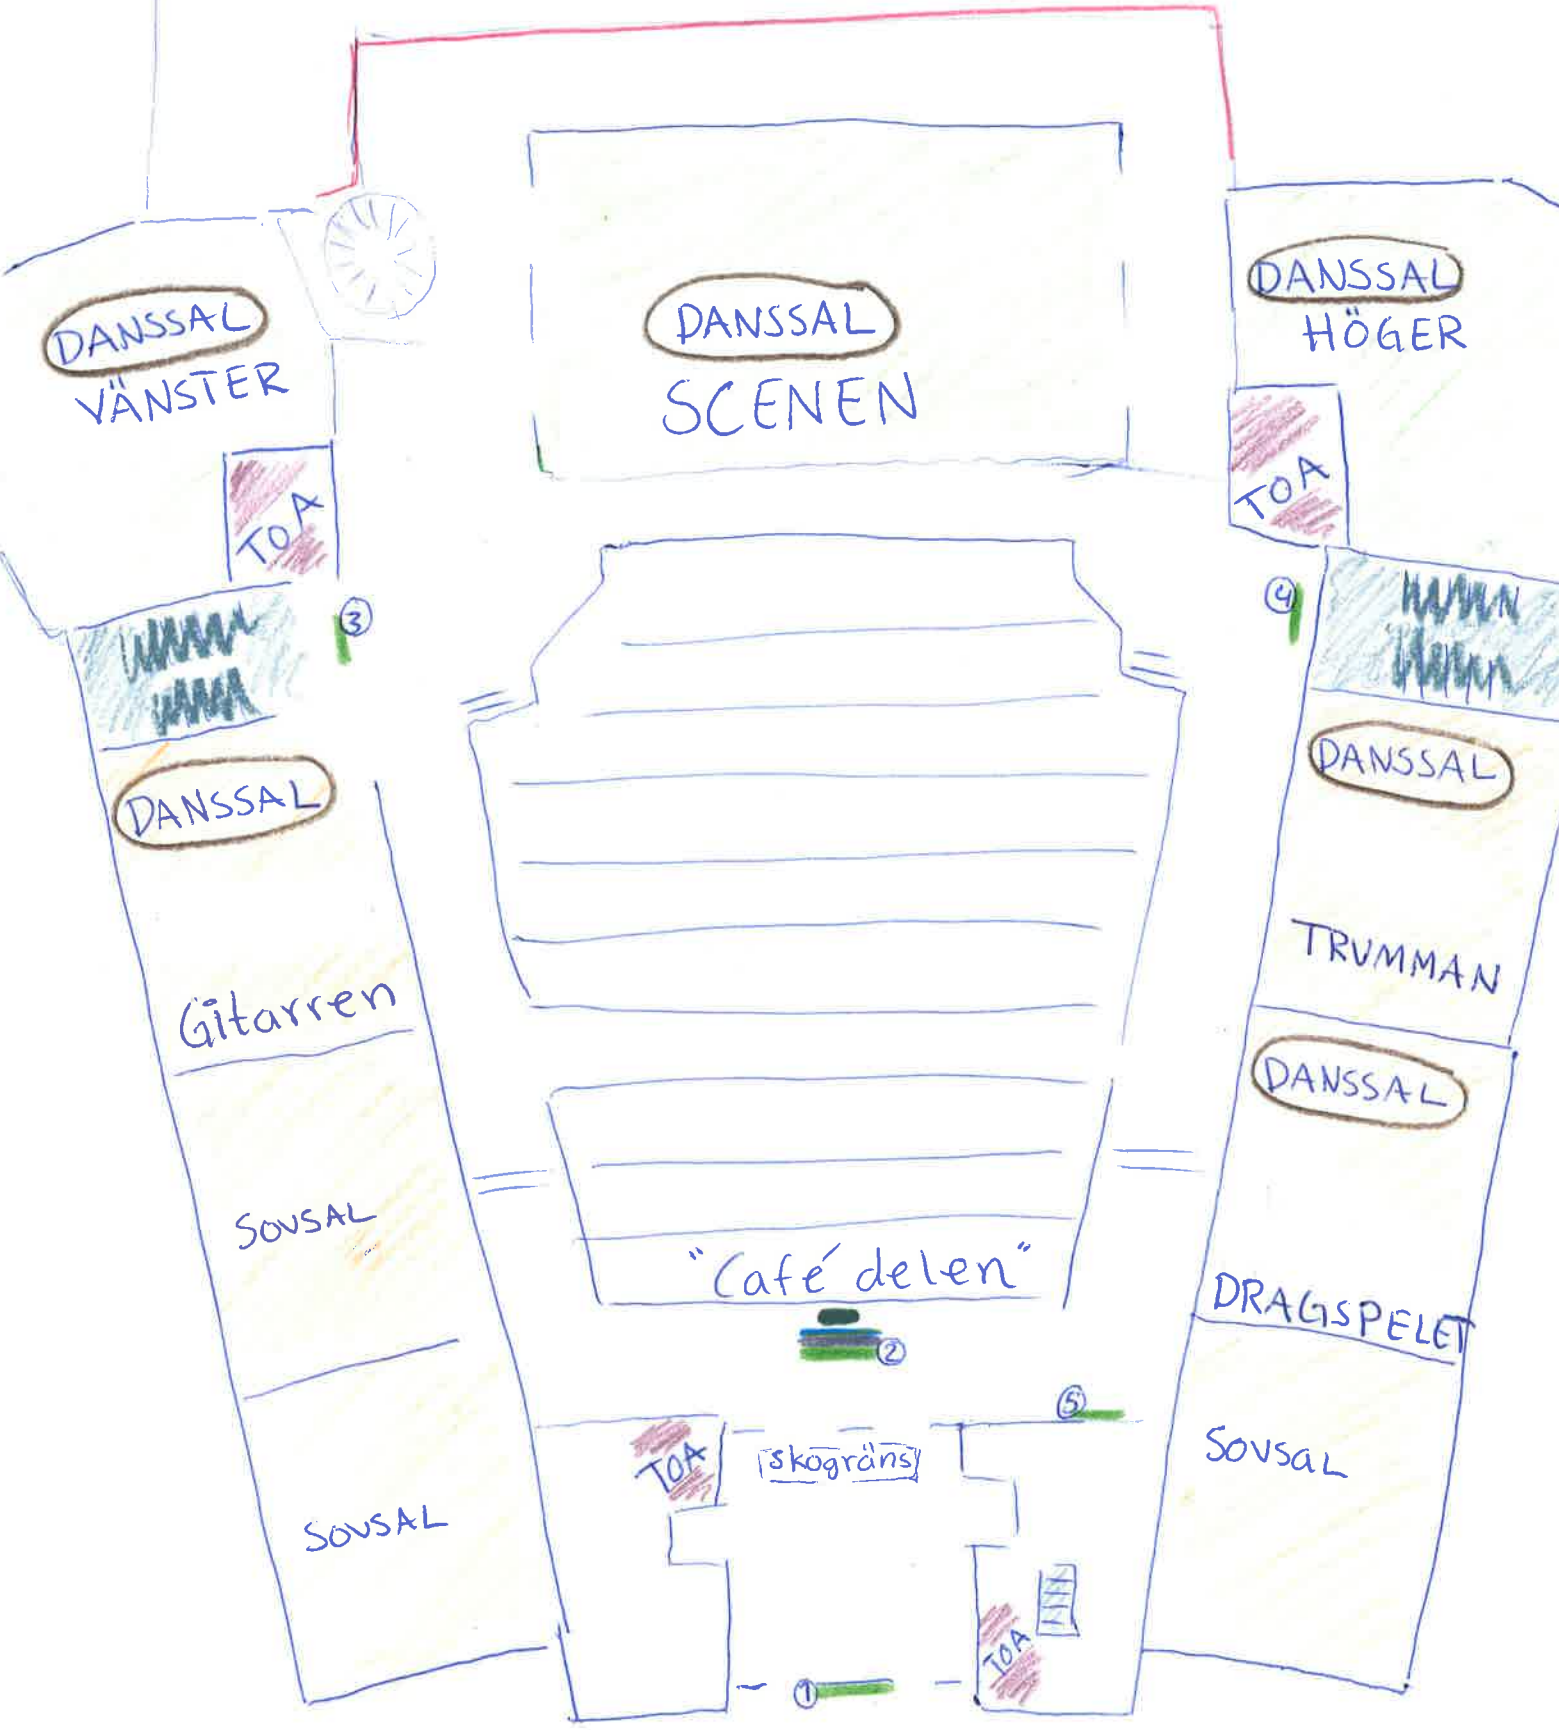 DANSSAL
VÄNSTER
DANSSAL
SCENEN
DANSSAL
HÖGER
TOA
TOA
3
4
DANSSAL
Gitarren
DANSSAL
TRUMMAN
SOVSAL
DANSSAL
DRAGSPELET
"Café delen"
2
5
SOVSAL
TOA
skogräns
SOVSAL
TOA
1